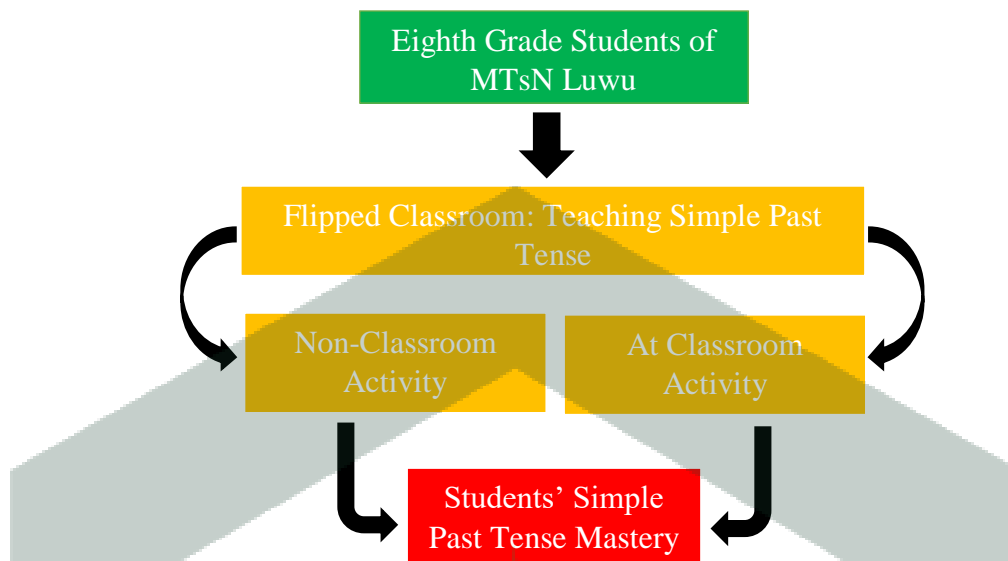 Eighth Grade Students of
MTsN Luwu
Flipped Classroom: Teaching Simple Past
Tense
Non-Classroom
Activity
At Classroom
Activity
Students’ Simple
Past Tense Mastery